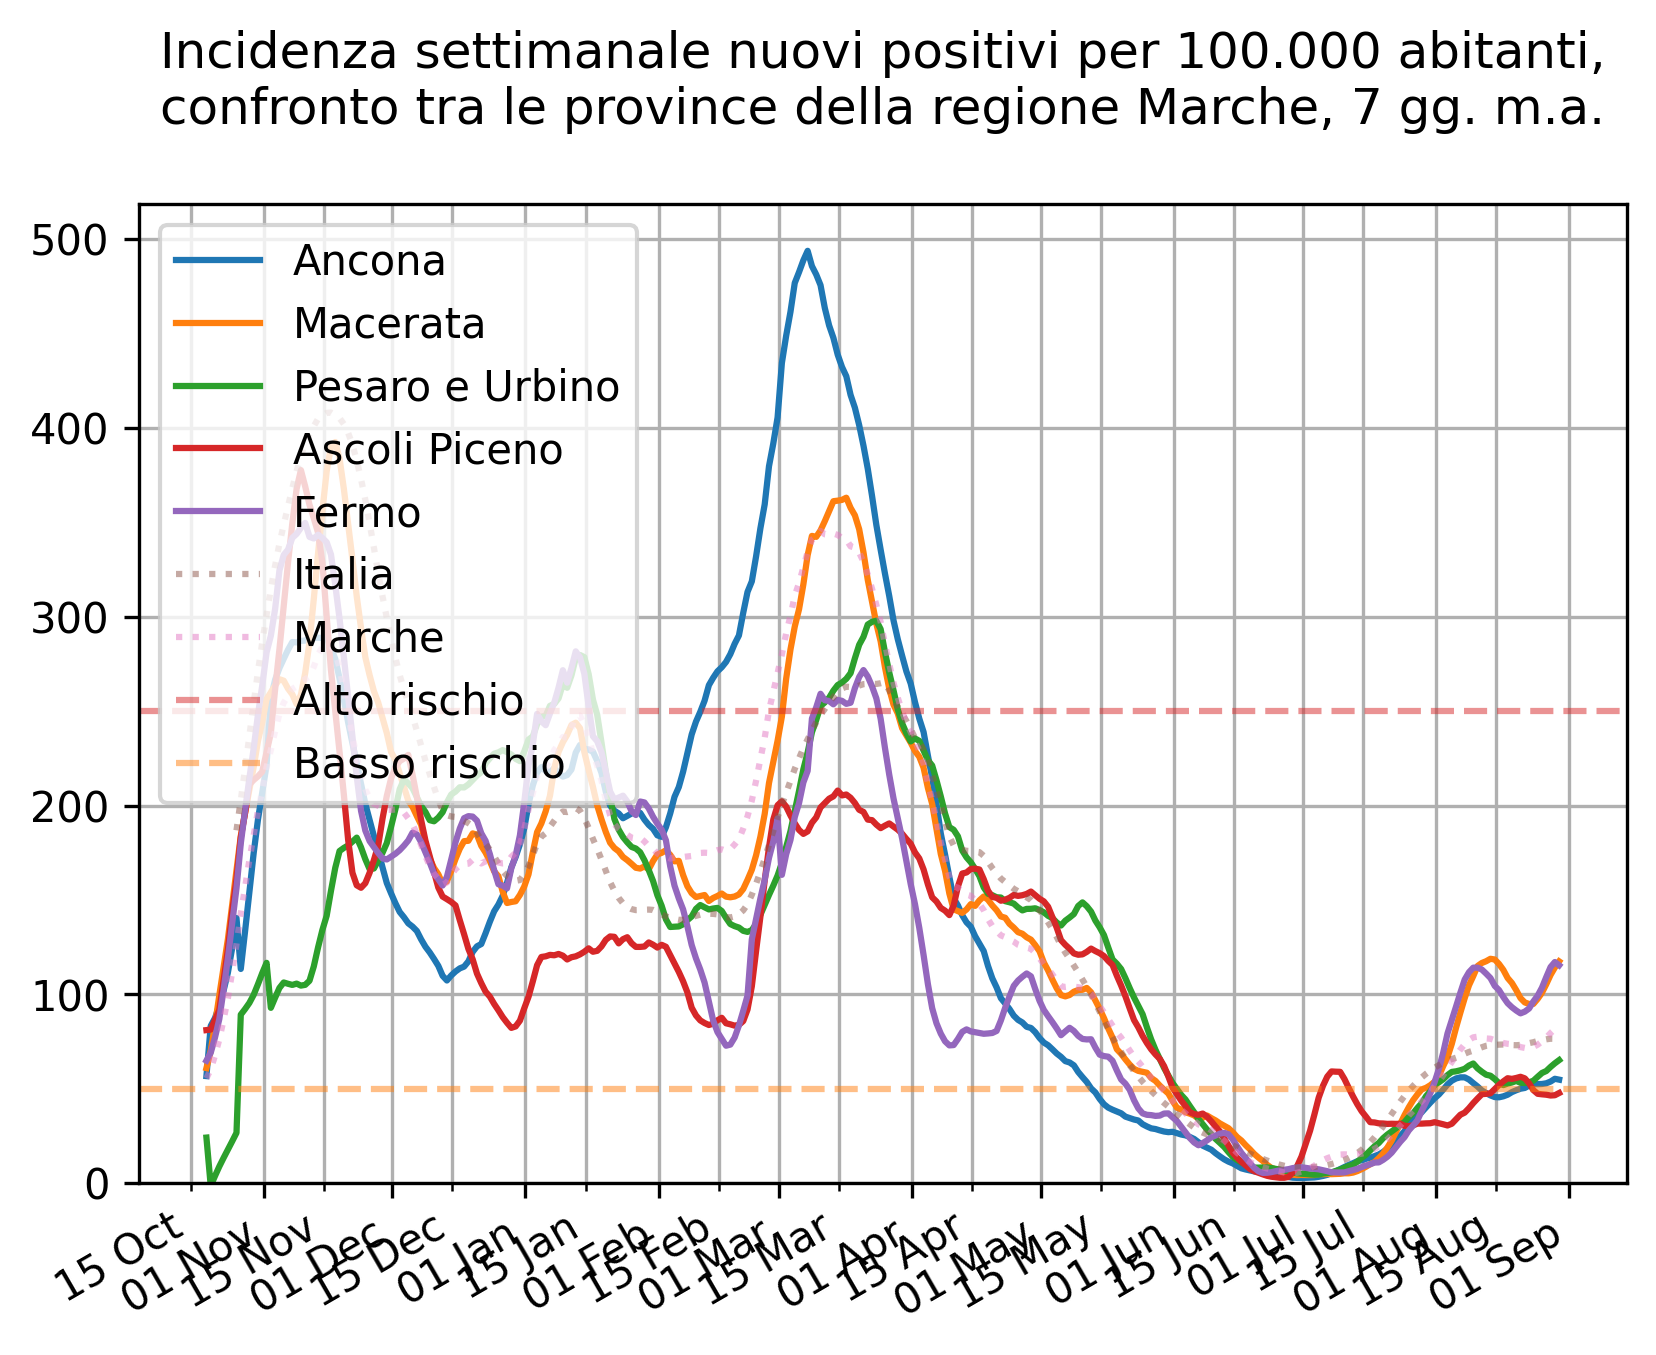 Incidenza settimanale nuovi positivi per 100.000 abitanti,
confronto tra le province della regione Marche, 7 gg. m.a.
500
400
300
200
100
0
Ancona
Macerata
Pesaro e Urbino
Ascoli Piceno
Fermo
Italia
Marche
Alto rischio
Basso rischio
15 Oct
01 Nov
15 Nov
01 Dec
15 Dec
01 Jan
15 Jan
01 Feb
15 Feb
01 Mar
15 Mar
01 Apr
15 Apr
01 May
15 May
01 Jun
15 Jun
01 Jul
15 Jul
01 Aug
15 Aug
01 Sep